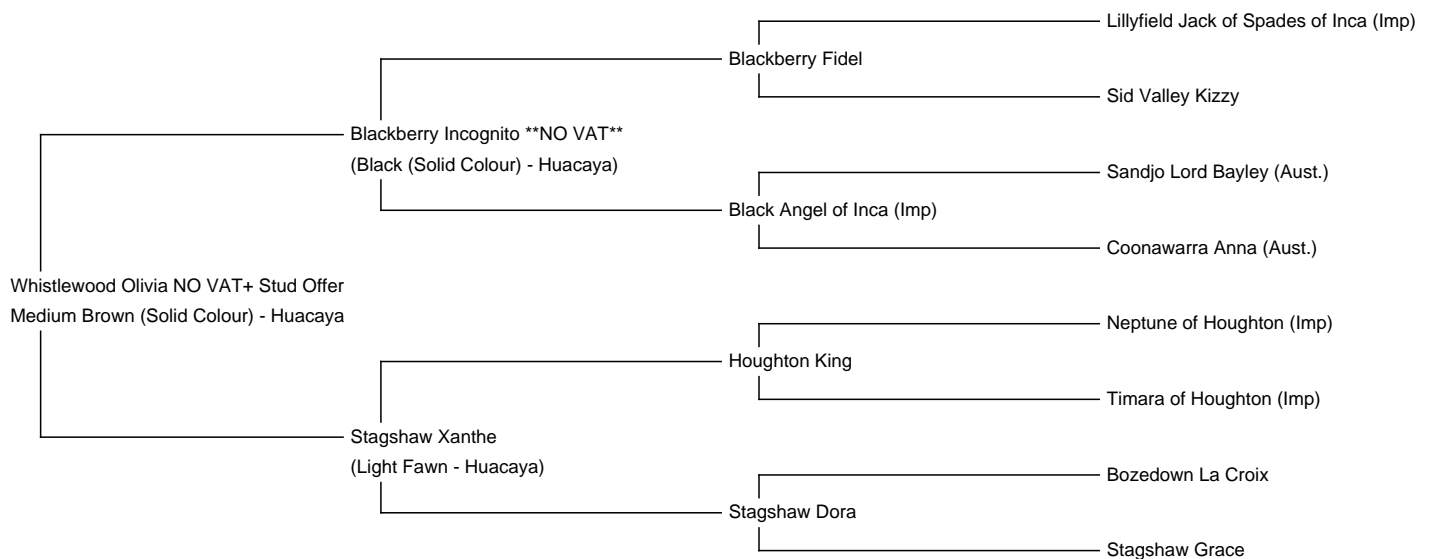 Lillyfield Jack of Spades of Inca (Imp)
Blackberry Fidel
Sid Valley Kizzy
Blackberry Incognito **NO VAT**
(Black (Solid Colour) - Huacaya)
Sandjo Lord Bayley (Aust.)
Black Angel of Inca (Imp)
Coonawarra Anna (Aust.)
Whistlewood Olivia NO VAT+ Stud Offer
Medium Brown (Solid Colour) - Huacaya
Neptune of Houghton (Imp)
Houghton King
Timara of Houghton (Imp)
Stagshaw Xanthe
(Light Fawn - Huacaya)
Bozedown La Croix
Stagshaw Dora
Stagshaw Grace